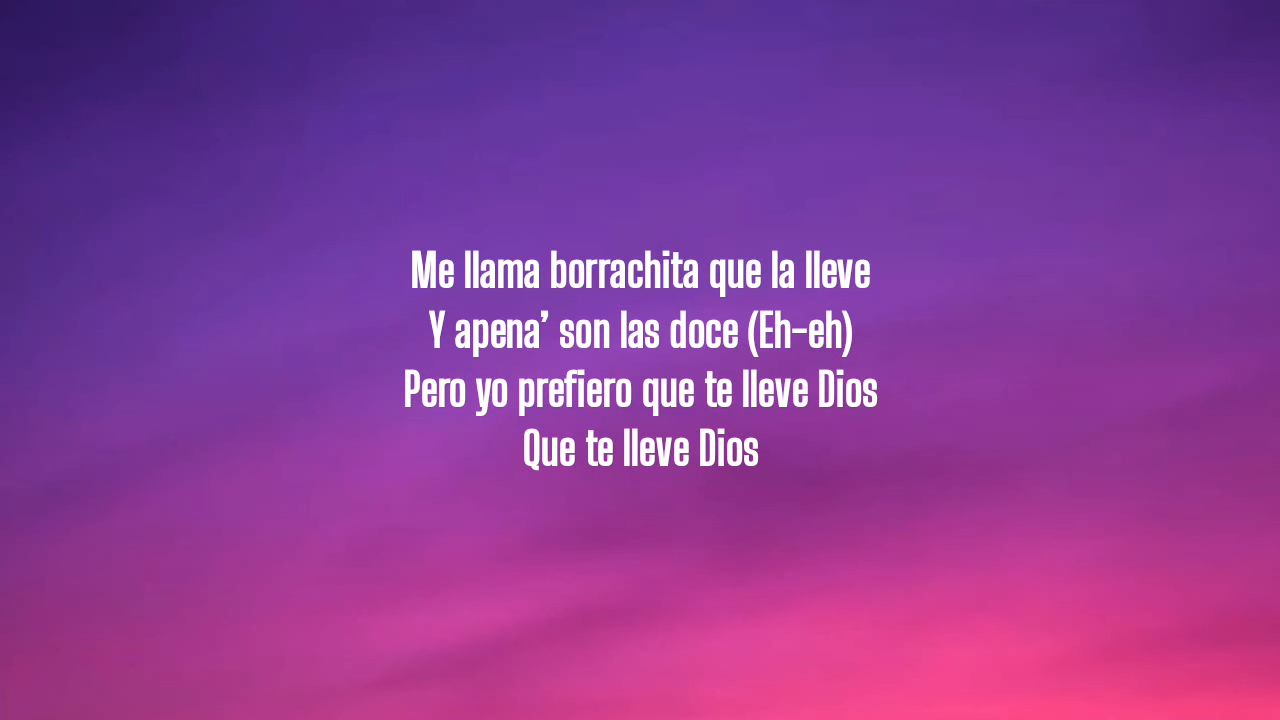 Me llama borrachita que la lleve
Y apena’ son las doce (Eh-eh)
Pero yo prefiero que te lleve Dios
Que te lleve Dios